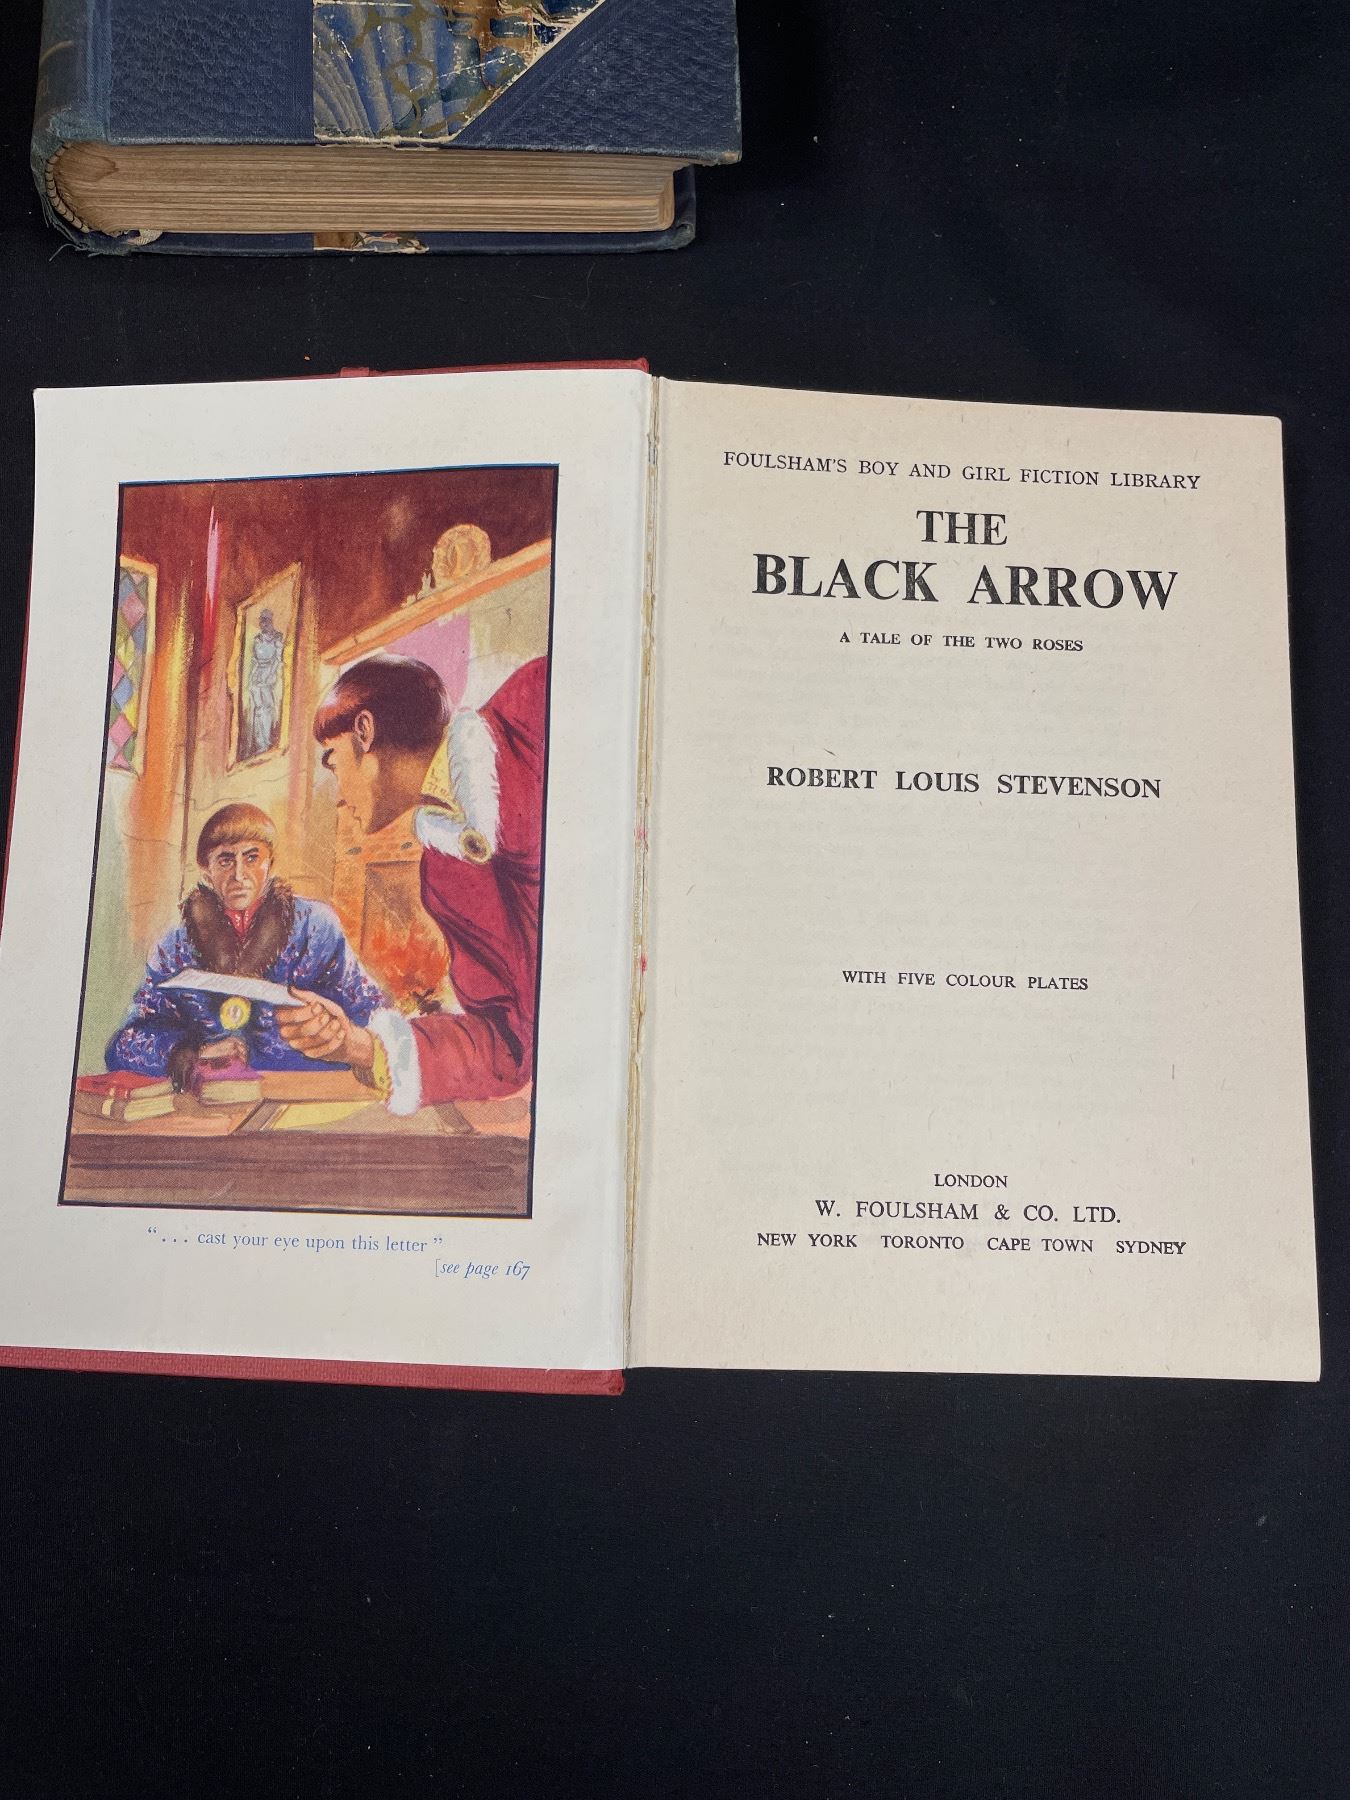 "... cast your eye upon this letter"
[see page 167
FOULSHAM'S BOY AND GIRL FICTION LIBRARY
THE
BLACK ARROW
A TALE OF THE TWO ROSES
ROBERT LOUIS STEVENSON
WITH FIVE COLOUR PLATES
LONDON
W. FOULSHAM & CO. LTD.
NEW YORK TORONTO CAPE TOWN SYDNEY